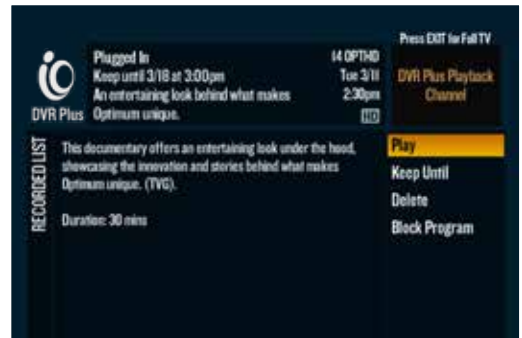 Press EXIT for Full TV
iO
DVR Plus
Plugged In
Keep until 3/18 at 3:00pm
An entertaining look behind what makes
Optimum unique.
14 OPTHD
Tue 3/11
2:30pm
HD
DVR Plus Playback
Channel
RECORDED LIST
This documentary offers an entertaining look under the hood,
showcasing the innovation and stories behind what makes
Optimum unique. (TVG).
Duration: 30 mins
Play
Keep Until
Delete
Block Program